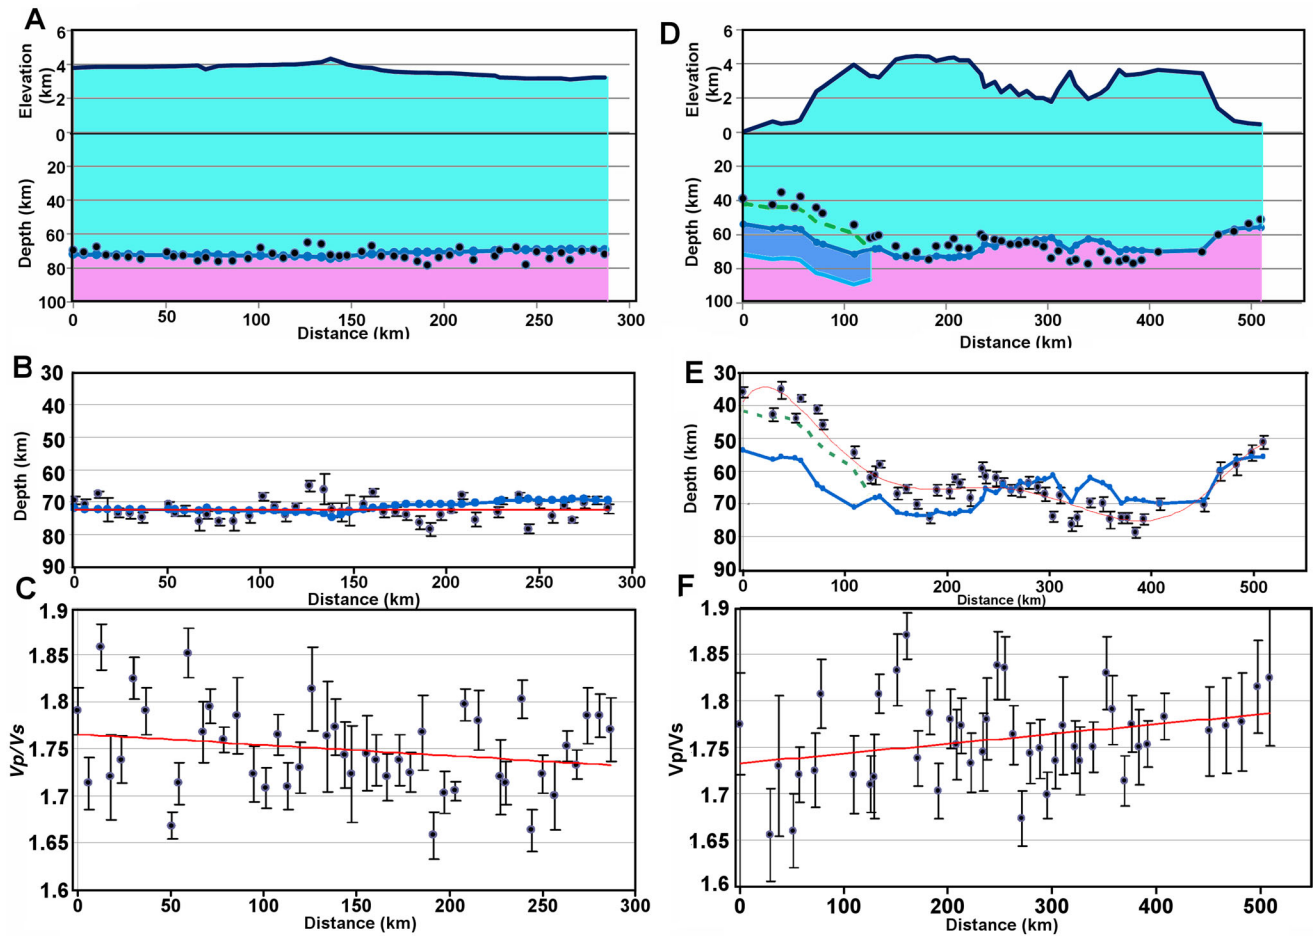 A
6
4
2
0
20
40
60
80
100
Elevation
(km)
Depth (km)
0 50 100 150 200 250 300
Distance (km)
D
6
4
2
0
20
40
60
80
100
Elevation
(km)
Depth (km)
0 100 200 300 400 500
Distance (km)
B
30
40
50
60
70
80
90
Depth (km)
0 50 100 150 200 250 300
Distance (km)
E
30
40
50
60
70
80
90
Depth (km)
0 100 200 300 400 500
Distance (km)
C
1.9
1.85
1.8
1.75
1.7
1.65
1.6
Vp/Vs
0 50 100 150 200 250 300
Distance (km)
F
1.9
1.85
1.8
1.75
1.7
1.65
1.6
Vp/Vs
0 100 200 300 400 500
Distance (km)